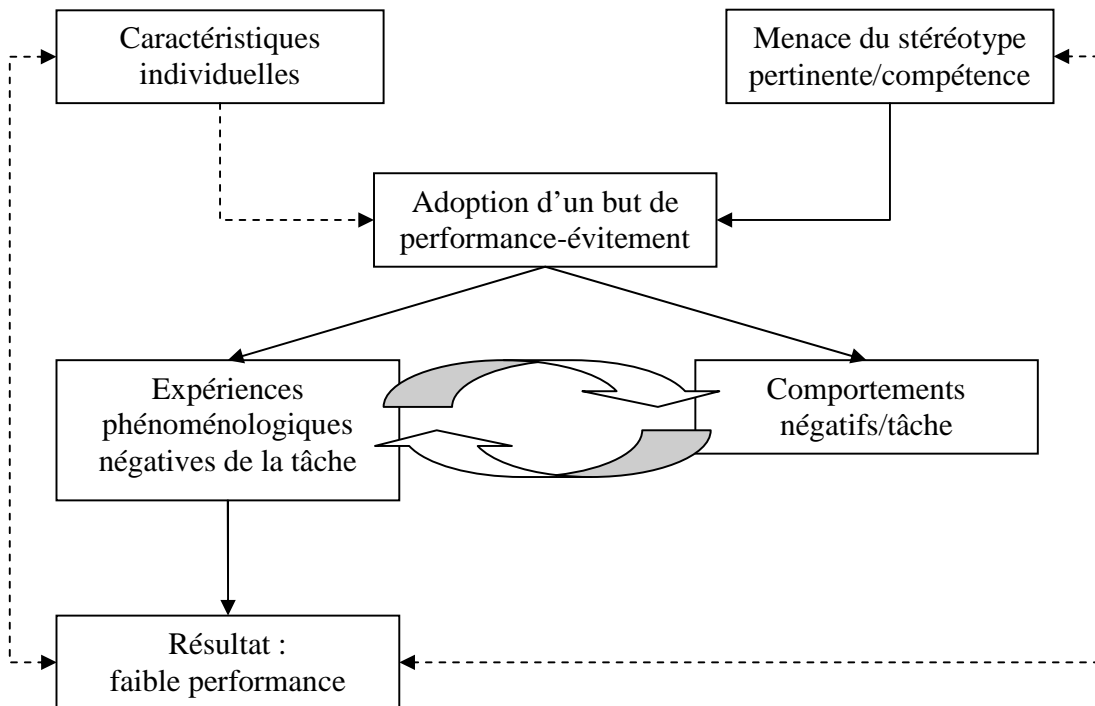 Caractéristiques
individuelles
Menace du stéréotype
pertinente/compétence
Adoption d’un but de
performance-évitement
Expériences
phénoménologiques
négatives de la tâche
Comportements
négatifs/tâche
Résultat :
faible performance